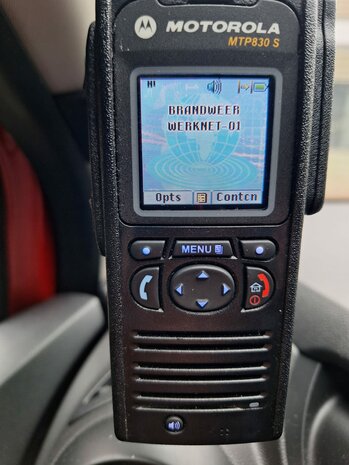 MOTOROLA
MTP830 S
BRANDWEER
WERKNET-01
Opts Contcn
MENU